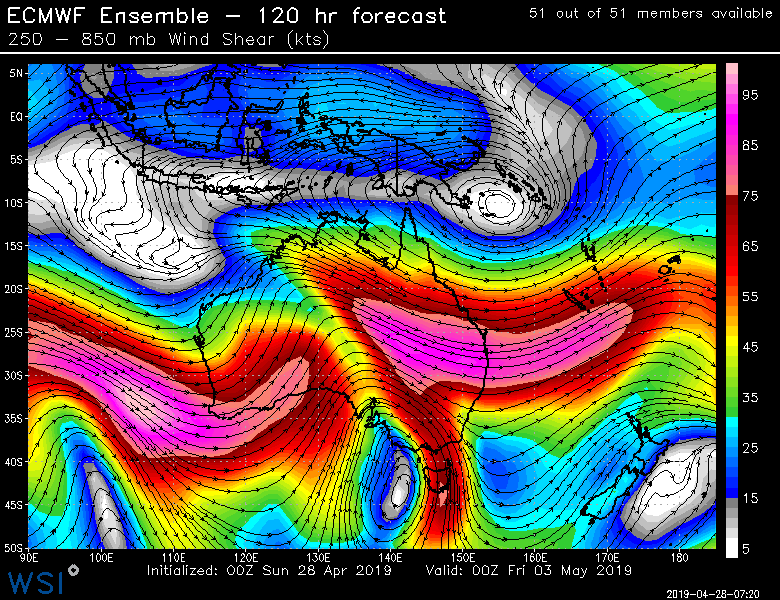 ECMWF Ensemble – 120 hr forecast
51 out of 51 members available
250 – 850 mb Wind Shear (kts)
5N
EQ
5S
10S
15S
20S
25S
30S
35S
40S
45S
50S
95
85
75
65
55
45
35
25
15
5
90E 100E 110E 120E 130E 140E 150E 160E 170E 180
WSI
Initialized: 00Z Sun 28 Apr 2019 Valid: 00Z Fri 03 May 2019
2019-04-28-07:20